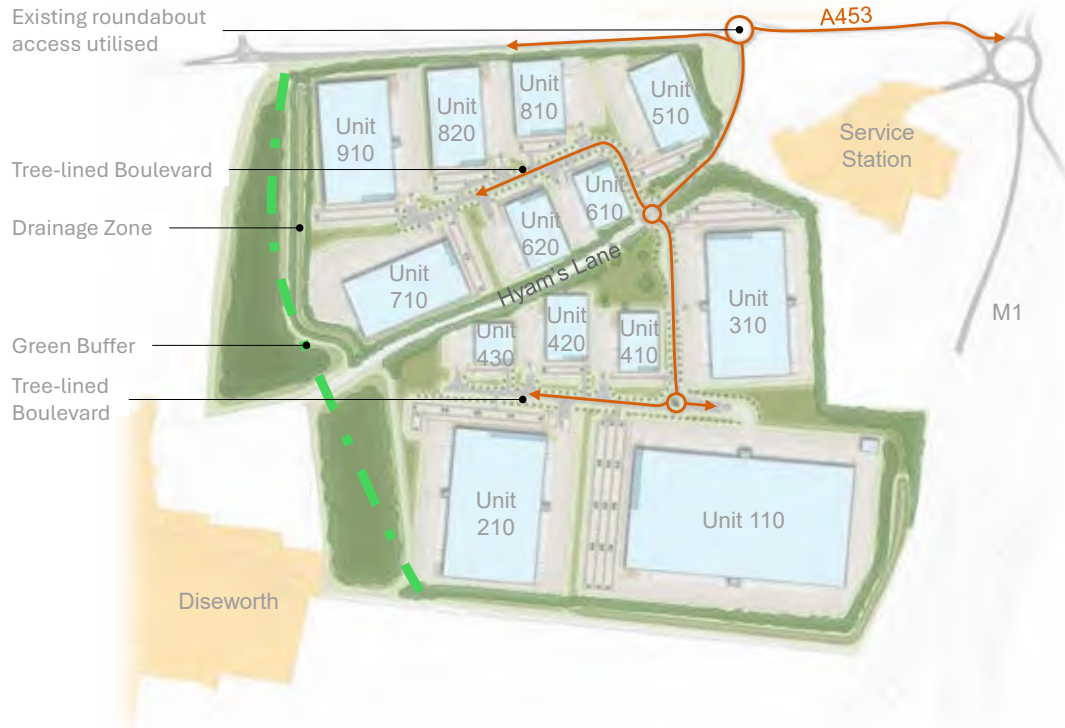 Existing roundabout
access utilised
A453
Unit
910
Unit
820
Unit
810
Unit
510
Service
Station
Tree-lined Boulevard
Unit
610
Unit
620
Drainage Zone
Hyam's Lane
Unit
710
Unit
310
M1
Unit
430
Unit
420
Unit
410
Green Buffer
Tree-lined
Boulevard
Unit
210
Unit 110
Diseworth